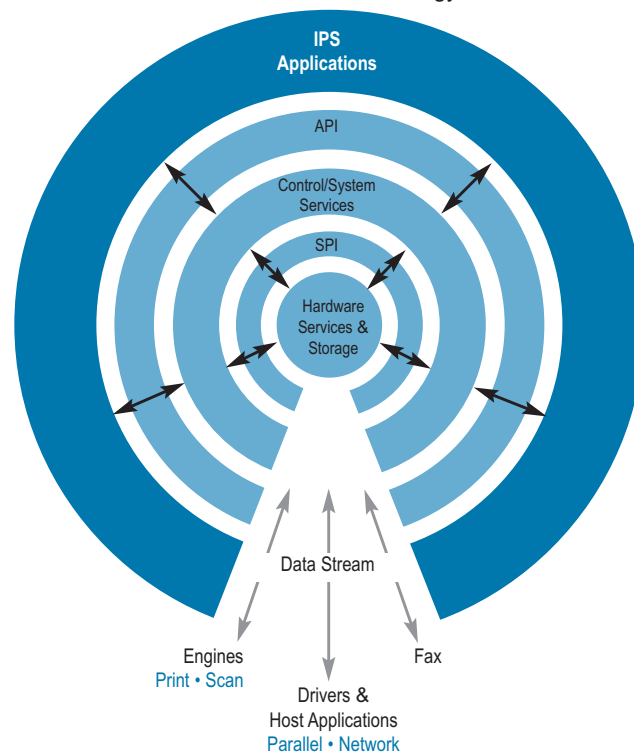 IPS
Applications
API
Control/System
Services
SPI
Hardware
Services &
Storage
Data Stream
Engines
Print • Scan
Fax
Drivers &
Host Applications
Parallel • Network